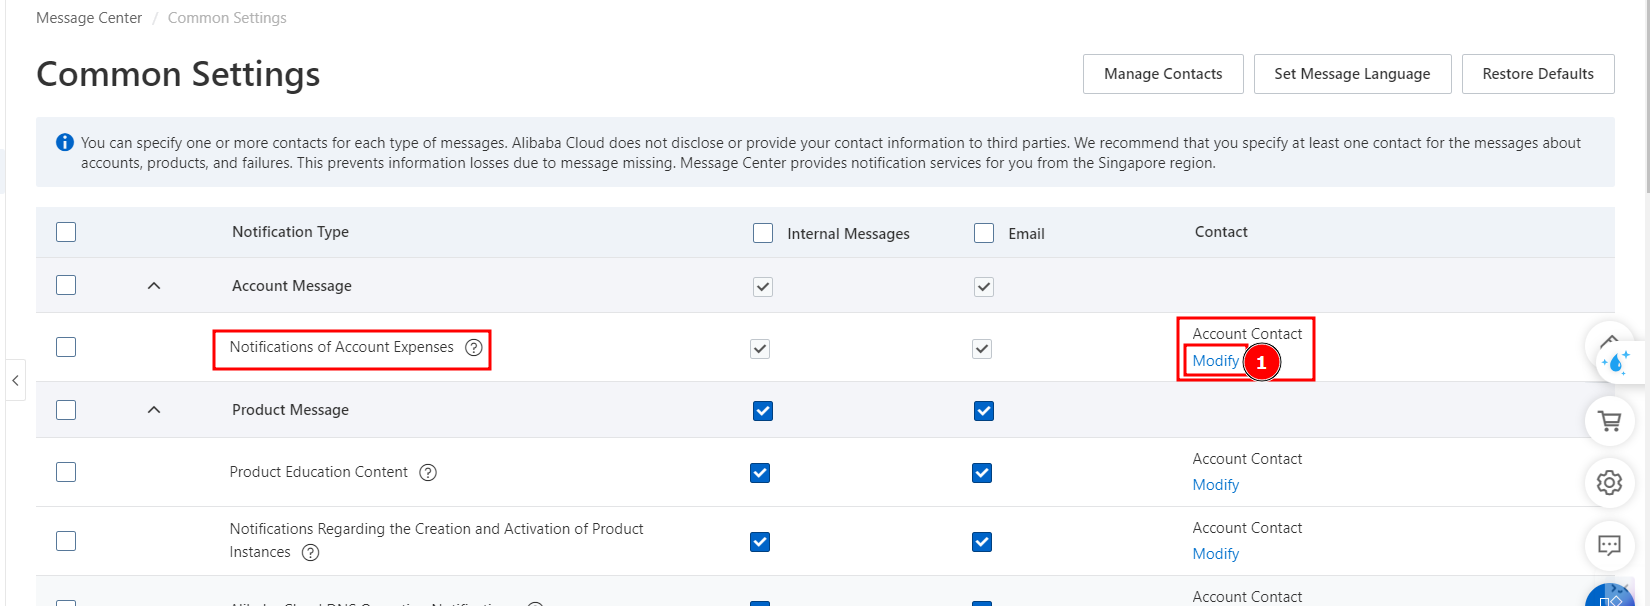 Message Center / Common Settings
Common Settings
Manage Contacts
Set Message Language
Restore Defaults
You can specify one or more contacts for each type of messages. Alibaba Cloud does not disclose or provide your contact information to third parties. We recommend that you specify at least one contact for the messages about
accounts, products, and failures. This prevents information losses due to message missing. Message Center provides notification services for you from the Singapore region.
Notification Type
Internal Messages
Email
Contact
Account Message
Notifications of Account Expenses
Account Contact
Modify
1
Product Message
Product Education Content
Account Contact
Modify
Notifications Regarding the Creation and Activation of Product
Instances
Account Contact
Modify
Account Contact